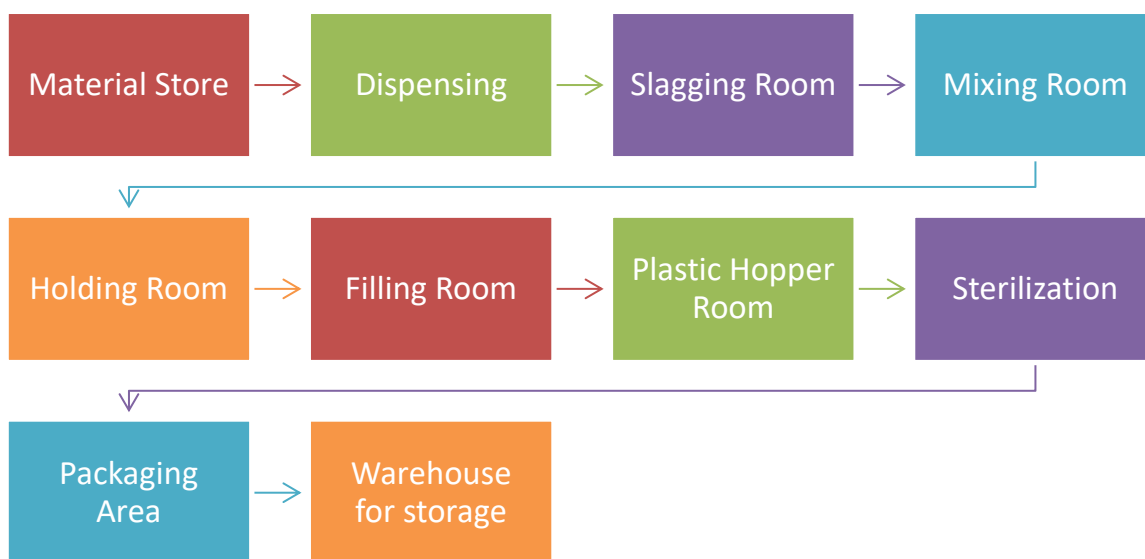 Material Store
Dispensing
Slagging Room
Mixing Room
Holding Room
Filling Room
Plastic Hopper
Room
Sterilization
Packaging
Area
Warehouse
for storage